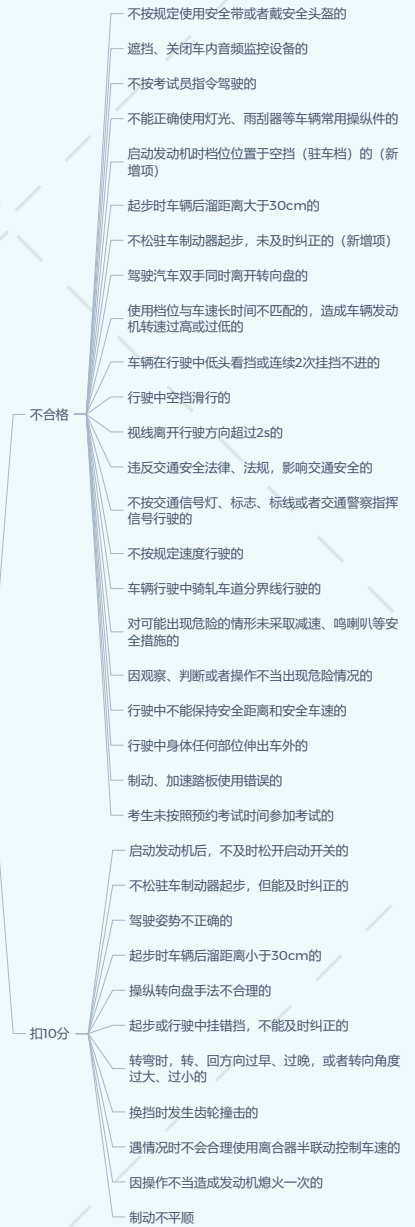 不合格
不按规定使用安全带或者戴安全头盔的
遮挡、关闭车内音频监控设备的
不按考试员指令驾驶的
不能正确使用灯光、雨刮器等车辆常用操纵件的
启动发动机时档位位置于空挡（驻车档）的（新
增项）
起步时车辆后溜距离大于30cm的
不松驻车制动器起步，未及时纠正的（新增项）
驾驶汽车双手同时离开转向盘的
使用档位与车速长时间不匹配的，造成车辆发动
机转速过高或过低的
车辆在行驶中低头看挡或连续2次挂挡不进的
行驶中空挡滑行的
视线离开行驶方向超过2s的
违反交通安全法律、法规，影响交通安全的
不按交通信号灯、标志、标线或者交通警察指挥
信号行驶的
不按规定速度行驶的
车辆行驶中骑轧车道分界线行驶的
对可能出现危险的情形未采取减速、鸣喇叭等安
全措施的
因观察、判断或者操作不当出现危险情况的
行驶中不能保持安全距离和安全车速的
行驶中身体任何部位伸出车外的
制动、加速踏板使用错误的
考生未按照预约考试时间参加考试的
扣10分
启动发动机后，不及时松开启动开关的
不松驻车制动器起步，但能及时纠正的
驾驶姿势不正确的
起步时车辆后溜距离小于30cm的
操纵转向盘手法不合理的
起步或行驶中挂错挡，不能及时纠正的
转弯时，转、回方向过早、过晚，或者转向角度
过大、过小的
换挡时发生齿轮撞击的
遇情况时不会合理使用离合器半联动控制车速的
因操作不当造成发动机熄火一次的
制动不平顺